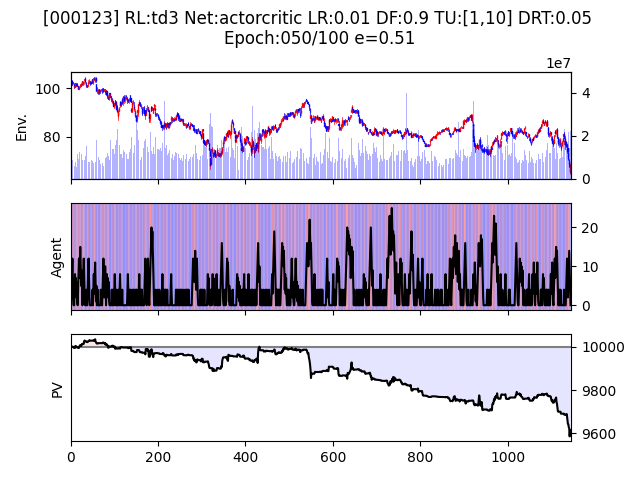 [000123] RL:td3 Net:actorcritic LR:0.01 DF:0.9 TU:[1,10] DRT:0.05
Epoch:050/100 e=0.51
1e7
Env.
100
80
4
2
0
Agent
20
10
0
PV
10000
9800
9600
0 200 400 600 800 1000